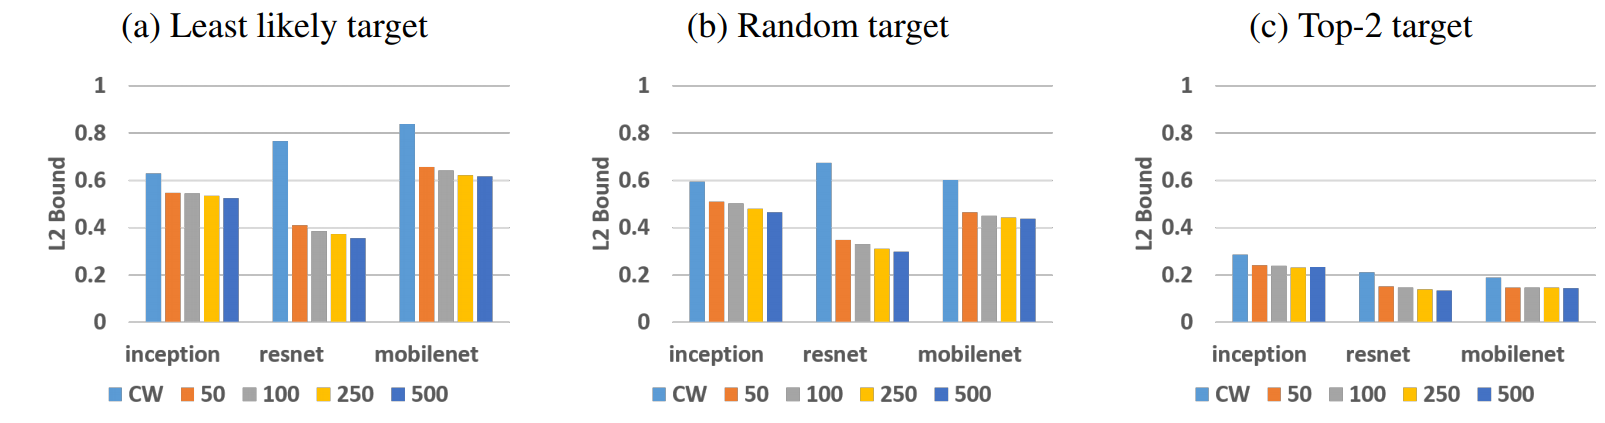 (a) Least likely target
1
0.8
0.6
0.4
0.2
0
L2 Bound
inception resnet mobilenet
CW 50 100 250 500
(b) Random target
1
0.8
0.6
0.4
0.2
0
L2 Bound
inception resnet mobilenet
CW 50 100 250 500
(c) Top-2 target
1
0.8
0.6
0.4
0.2
0
L2 Bound
inception resnet mobilenet
CW 50 100 250 500